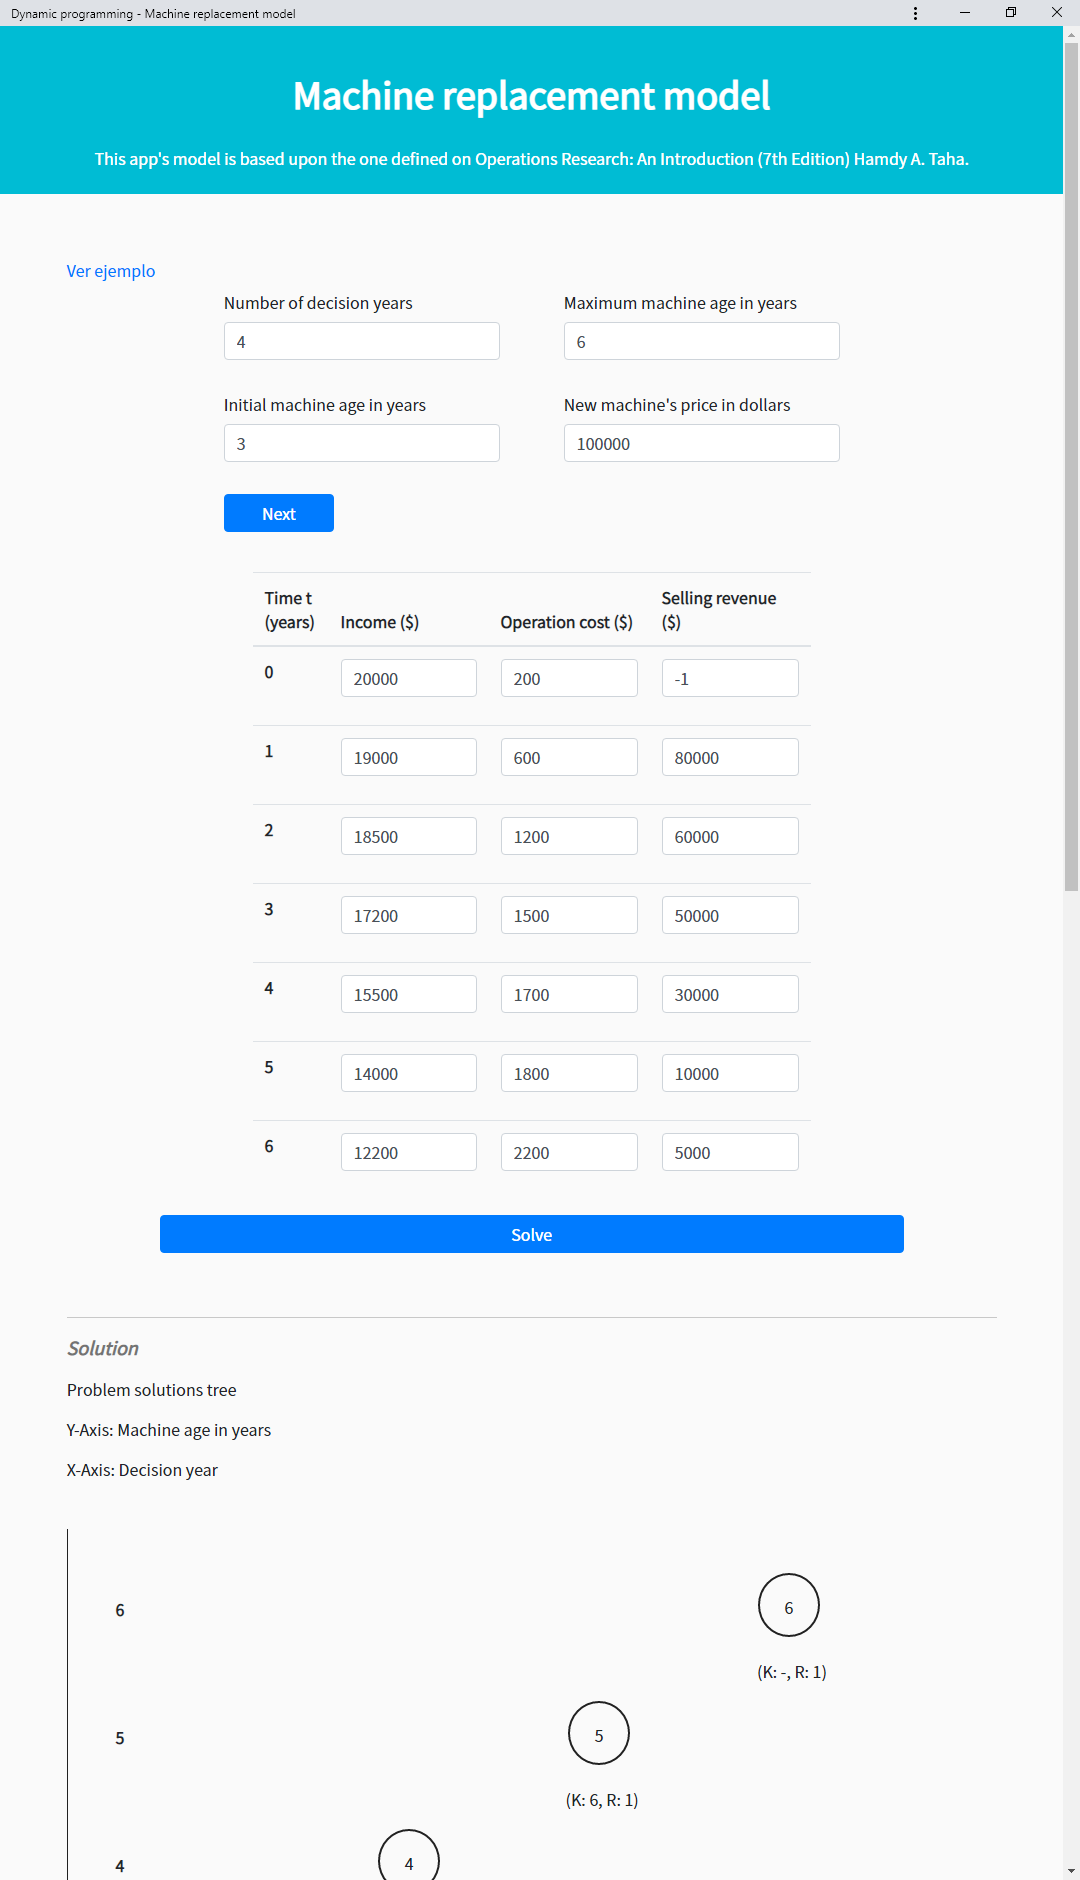 Dynamic programming - Machine replacement model
Machine replacement model
This app's model is based upon the one defined on Operations Research: An Introduction (7th Edition) Hamdy A. Taha.
Ver ejemplo
Number of decision years
Maximum machine age in years
4
6
Initial machine age in years
New machine's price in dollars
3
100000
Next
Time t (years) Income ($) Operation cost ($) Selling revenue ($)
0 20000 200 -1
1 19000 600 80000
2 18500 1200 60000
3 17200 1500 50000
4 15500 1700 30000
5 14000 1800 10000
6 12200 2200 5000
Solve
Solution
Problem solutions tree
Y-Axis: Machine age in years
X-Axis: Decision year
6 6
(K: -, R: 1)
5 5
(K: 6, R: 1)
4 4